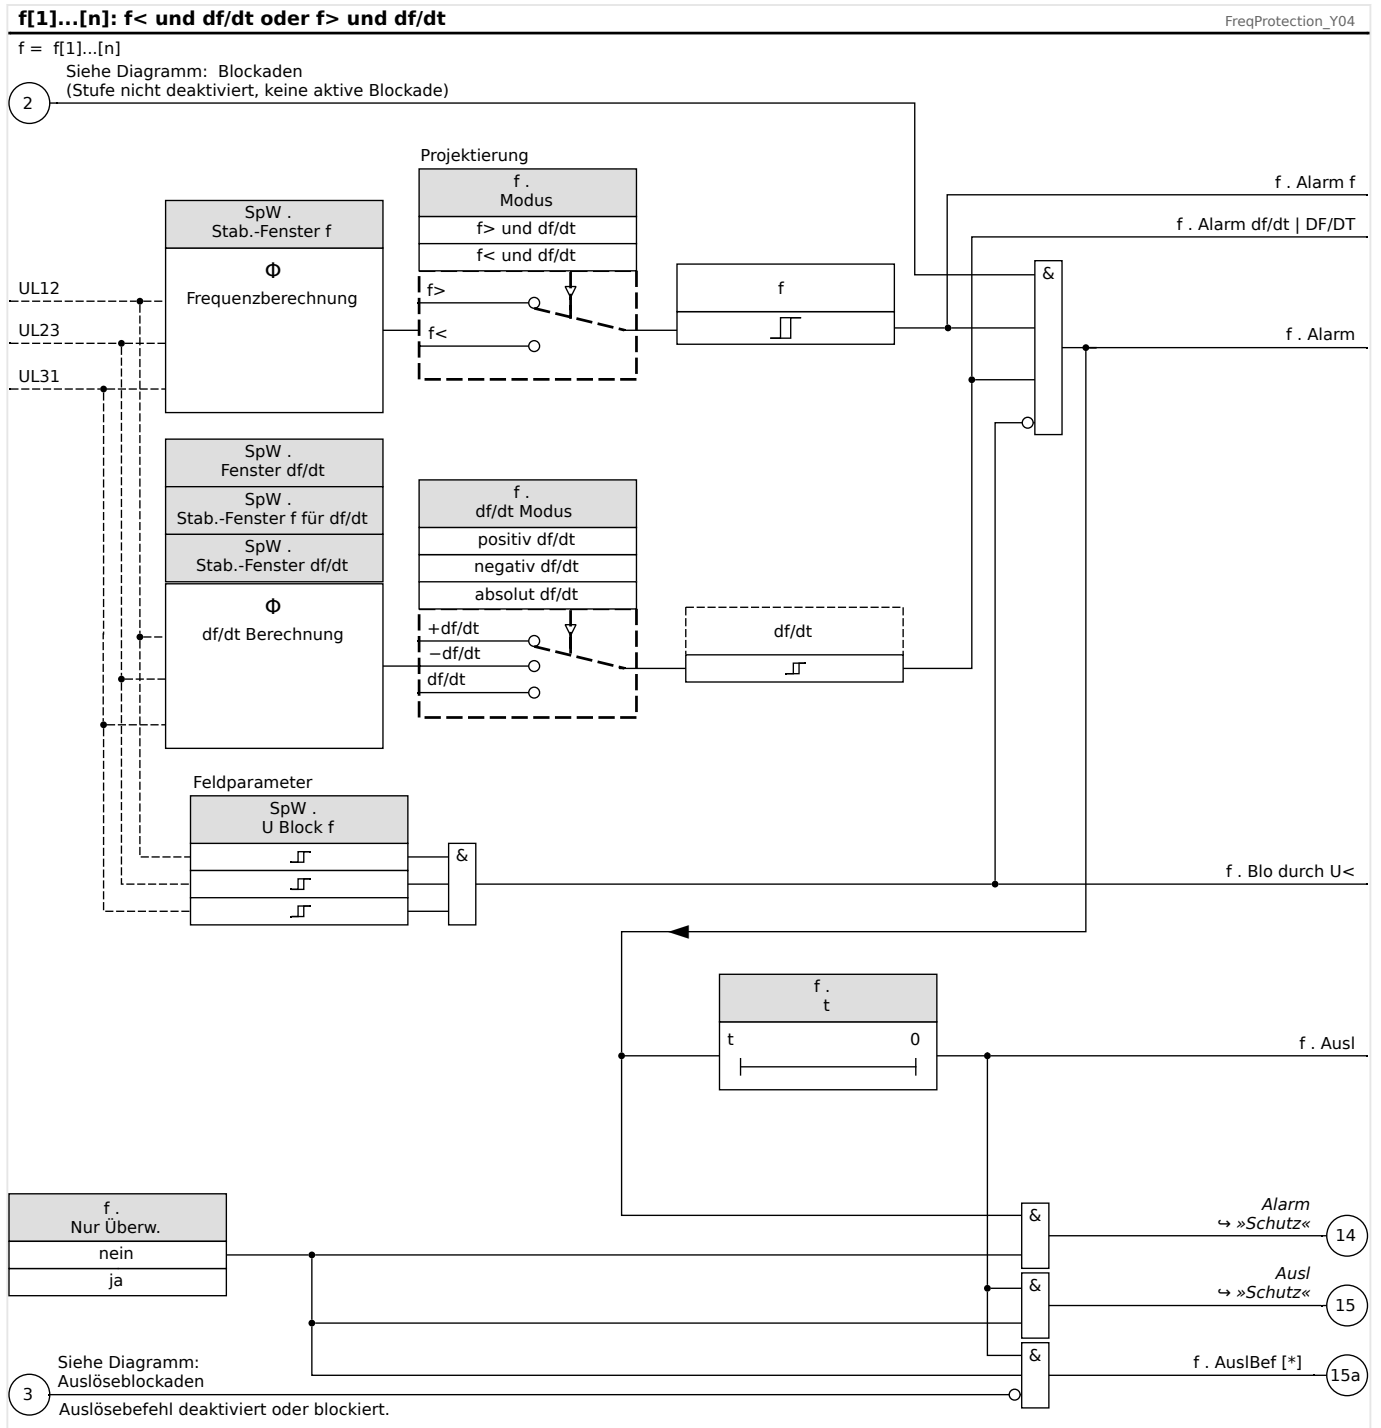 f[1]...[n]: f< und df/dt oder f> und df/dt
FreqProtection_Y04
f = f[1]...[n]
Siehe Diagramm: Blockaden
(Stufe nicht deaktiviert, keine aktive Blockade)
2
Projektierung
f .
Modus
f> und df/dt
f< und df/dt
f>
f<
SpW .
Stab.-Fenster f
Φ
Frequenzberechnung
UL12
UL23
UL31
f
f . Alarm f
f . Alarm df/dt | DF/DT
&
f . Alarm
SpW .
Fenster df/dt
SpW .
Stab.-Fenster f für df/dt
SpW .
Stab.-Fenster df/dt
Φ
df/dt Berechnung
f .
df/dt Modus
positiv df/dt
negativ df/dt
absolut df/dt
+df/dt
−df/dt
df/dt
df/dt
Feldparameter
SpW .
U Block f
&
f . Blo durch U<
f .
t
t 0
f . Ausl
f .
Nur Überw.
nein
ja
&
Alarm
↪ »Schutz«
14
&
Ausl
↪ »Schutz«
15
&
f . AuslBef [*]
15a
Siehe Diagramm:
Auslöseblockaden
3
Auslösebefehl deaktiviert oder blockiert.